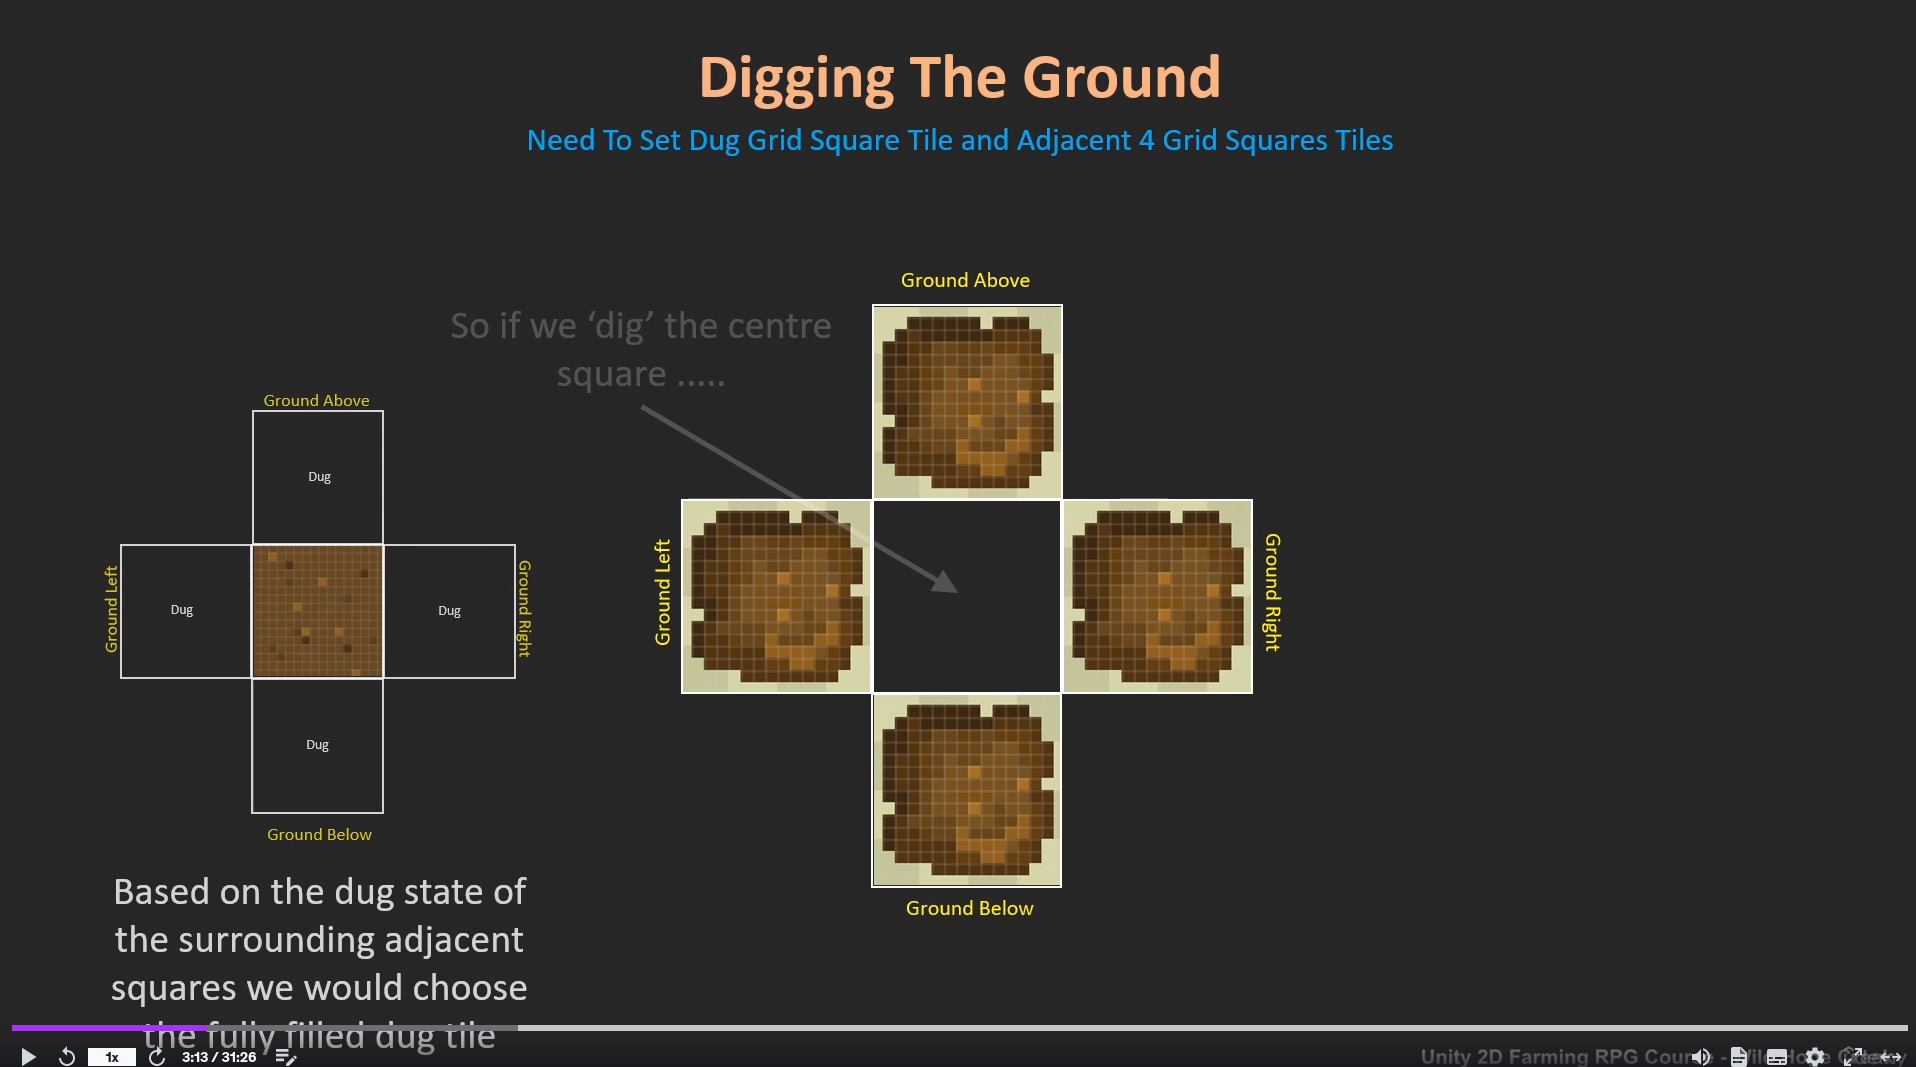 Digging The Ground
Need To Set Dug Grid Square Tile and Adjacent 4 Grid Squares Tiles
Ground Above
So if we ‘dig’ the centre
square .....
Ground Above
Dug
Ground Left
Dug
Dug
Ground Right
Dug
Ground Below
Ground Left
Ground Right
Ground Below
Based on the dug state of
the surrounding adjacent
squares we would choose
the fully filled dug tile
1x
3:13 / 31:26
Unity 2D Farming RPG Course -